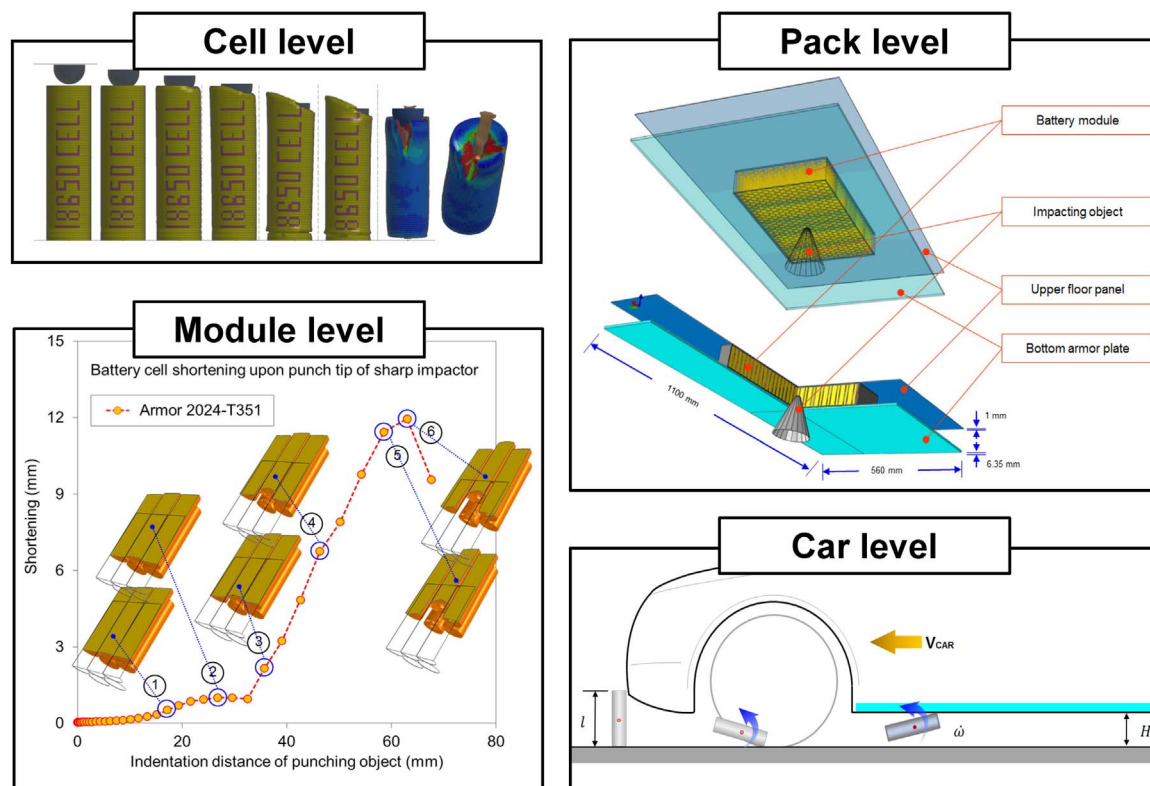 Cell level
18650 CELL
18650 CELL
18650 CELL
18650 CELL
18650 CELL
18650 CELL
Pack level
Battery module
Impacting object
Upper floor panel
Bottom armor plate
1100 mm
560 mm
1 mm
6.35 mm
Module level
Battery cell shortening upon punch tip of sharp impactor
Armor 2024-T351
Shortening (mm)
15
12
9
6
3
0
1
2
3
4
5
6
0
20
40
60
80
Indentation distance of punching object (mm)
Car level
VCAR
l
ω̇
H